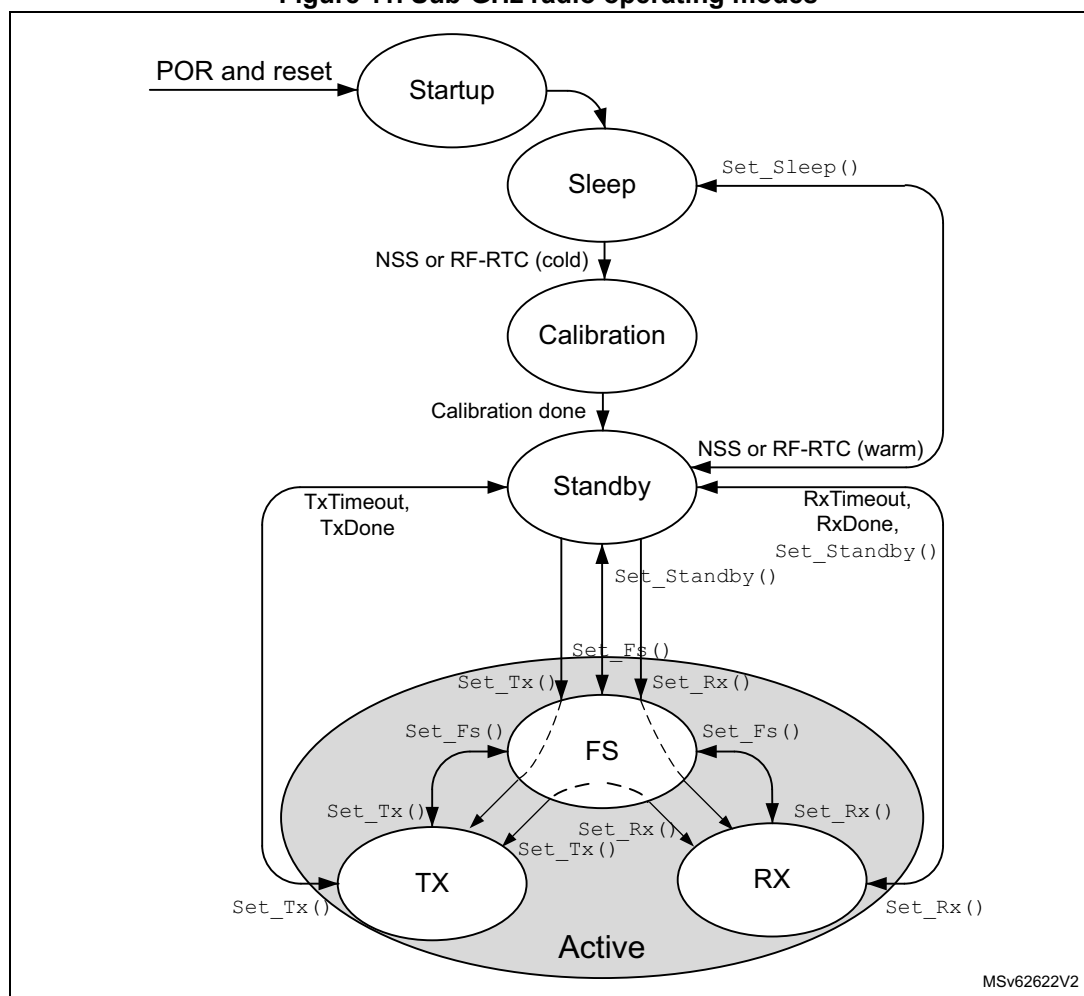 Figure 11. Sub-GHz radio operating modes
POR and reset
Startup
Sleep
Set_Sleep()
NSS or RF-RTC (cold)
Calibration
Calibration done
NSS or RF-RTC (warm)
Standby
TxTimeout,
TxDone
RxTimeout,
RxDone,
Set_Standby()
Set_Standby()
Set_Fs()
Set_Tx()
Set_Rx()
Set_Fs()
Set_Fs()
FS
Set_Tx()
Set_Rx()
Set_Rx()
Set_Tx()
TX
RX
Set_Tx()
Set_Rx()
Active
MSv62622V2